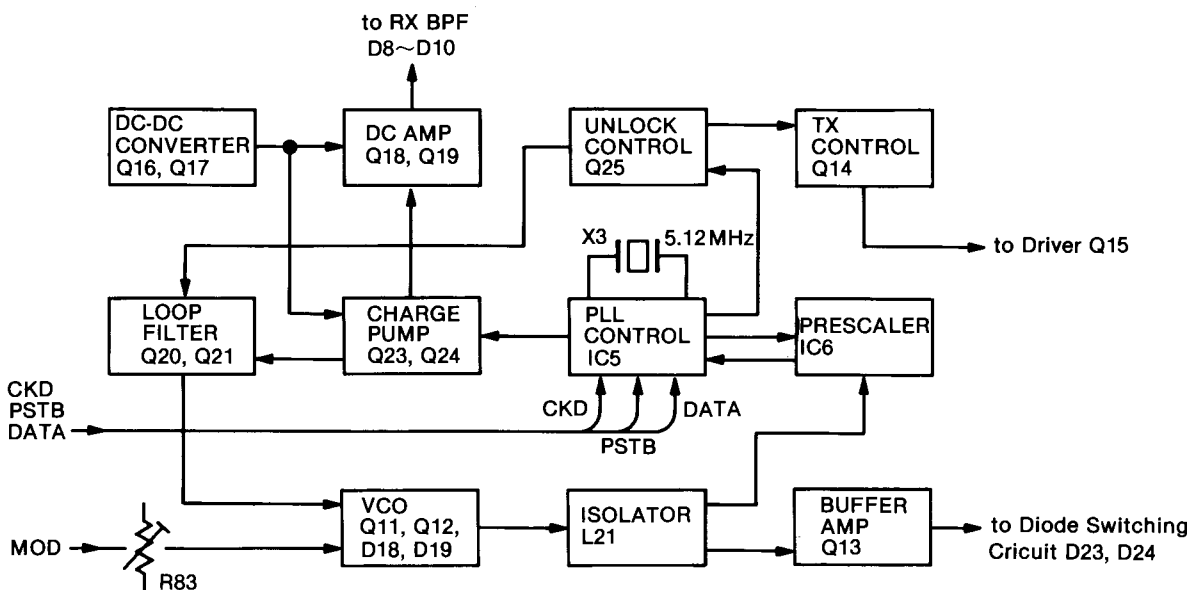 to RX BPF
D8~D10
DC-DC
CONVERTER
Q16, Q17
DC AMP
Q18, Q19
UNLOCK
CONTROL
Q25
TX
CONTROL
Q14
X3
5.12MHz
to Driver Q15
LOOP
FILTER
Q20, Q21
CHARGE
PUMP
Q23, Q24
PLL
CONTROL
IC5
PRESCALER
IC6
CKD
PSTB
DATA
CKD
PSTB
DATA
MOD
R83
VCO
Q11, Q12,
D18, D19
ISOLATOR
L21
BUFFER
AMP
Q13
to Diode Switching
Cricuit D23, D24